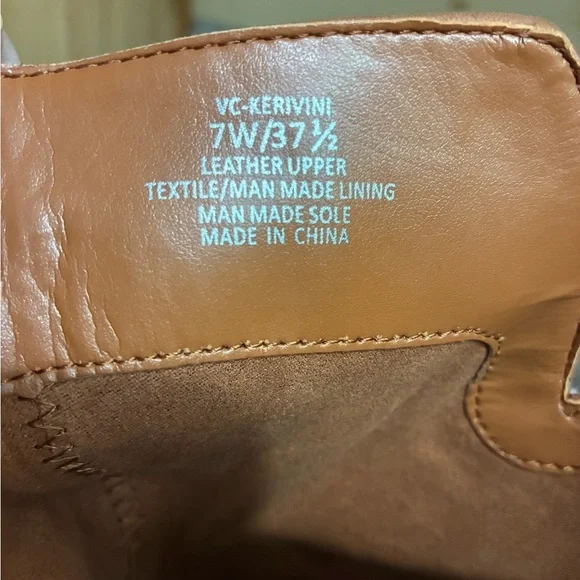 VC-KERIVINI
7W/37½
LEATHER UPPER
TEXTILE/MAN MADE LINING
MAN MADE SOLE
MADE IN CHINA